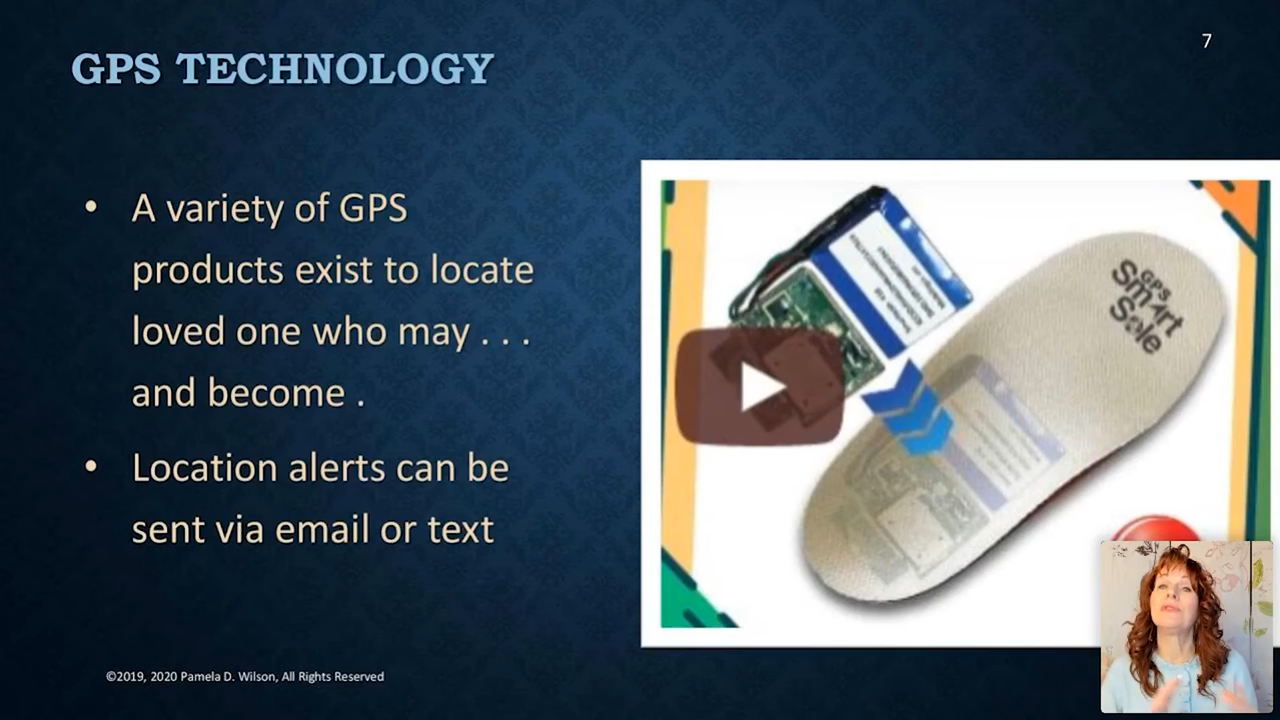 GPS TECHNOLOGY
7
• A variety of GPS
products exist to locate
loved one who may . . .
and become .
• Location alerts can be
sent via email or text
GPS
Smart
Sole
©2019, 2020 Pamela D. Wilson, All Rights Reserved